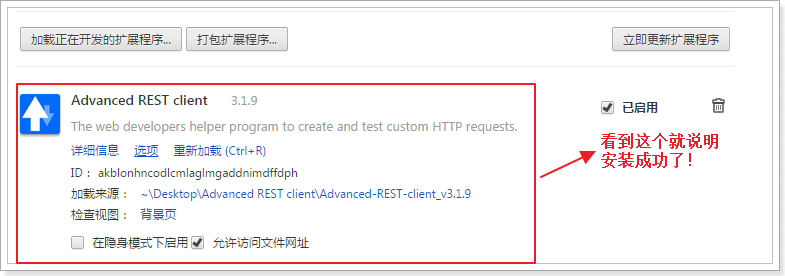 加载正在开发的扩展程序... 打包扩展程序... 立即更新扩展程序
Advanced REST client 3.1.9 已启用
The web developers helper program to create and test custom HTTP requests.
详细信息 选项 重新加载 (Ctrl+R)
ID： akblonhncodlcmlaglmgaddnimdffdph
加载来源： ~\Desktop\Advanced REST client\Advanced-REST-client_v3.1.9
检查视图： 背景页
在隐身模式下启用 允许访问文件网址
看到这个就说明
安装成功了！